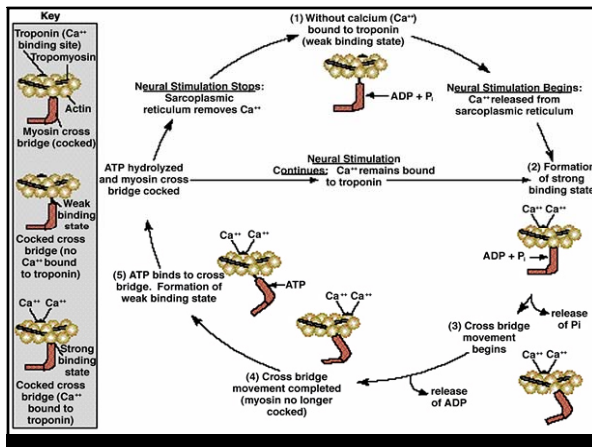 Key
Troponin (Ca⁺⁺
binding site)
Tropomyosin
Actin
Myosin cross
bridge (cocked)
Weak
binding
state
Cocked cross
bridge (no
Ca⁺⁺ bound
to troponin)
Ca⁺⁺ Ca⁺⁺
Strong
binding
state
Cocked cross
bridge (Ca⁺⁺
bound to
troponin)
(1) Without calcium (Ca⁺⁺)
bound to troponin
(weak binding state)
ADP + Pi
Neural Stimulation Begins:
Ca⁺⁺ released from
sarcoplasmic reticulum
(2) Formation
of strong
binding state
Ca⁺⁺ Ca⁺⁺
ADP + Pi
release
of Pi
(3) Cross bridge
movement
begins
Ca⁺⁺ Ca⁺⁺
release
of ADP
(4) Cross bridge
movement completed
(myosin no longer
cocked)
Ca⁺⁺ Ca⁺⁺
(5) ATP binds to cross
bridge. Formation of
weak binding state
Ca⁺⁺ Ca⁺⁺
ATP
ATP hydrolyzed
and myosin cross
bridge cocked
Neural Stimulation
Continues: Ca⁺⁺ remains bound
to troponin
Neural Stimulation Stops:
Sarcoplasmic
reticulum removes Ca⁺⁺